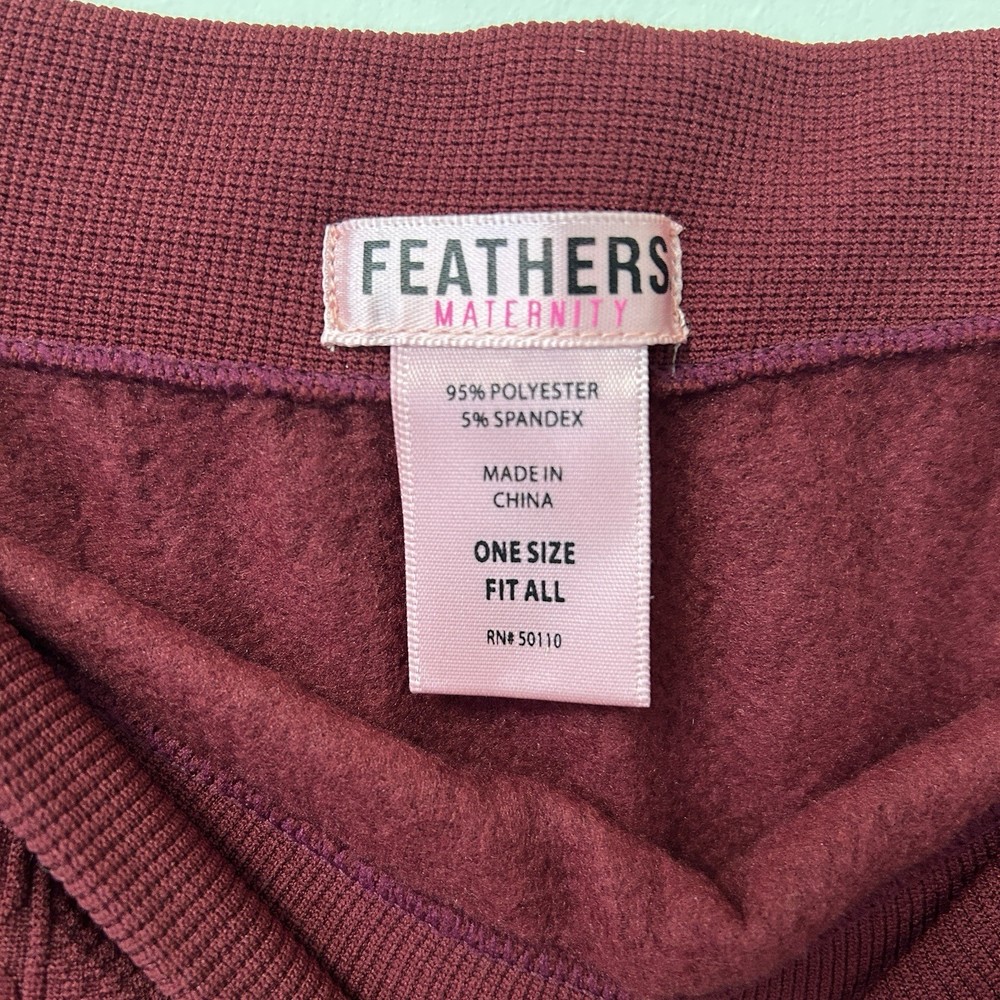 FEATHERS
MATERNITY
95% POLYESTER
5% SPANDEX
MADE IN
CHINA
ONE SIZE
FIT ALL
RN# 50110